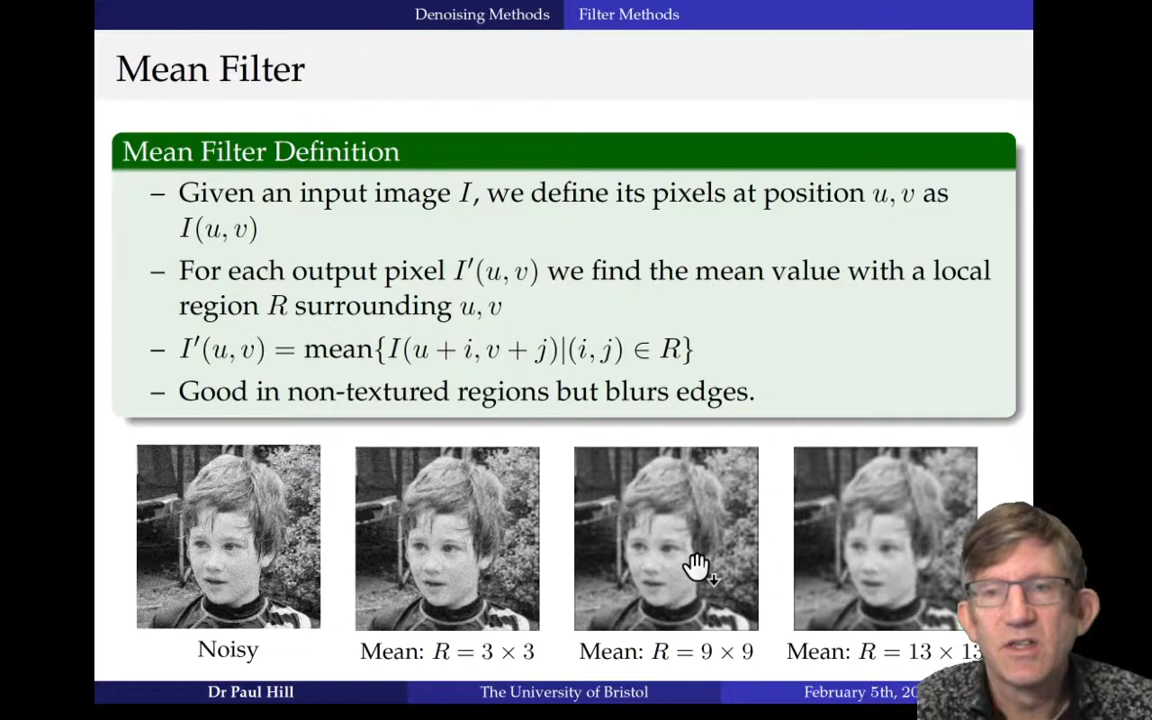 Denoising Methods Filter Methods
Mean Filter
Mean Filter Definition
– Given an input image I, we define its pixels at position u, v as
I(u, v)
– For each output pixel I′(u, v) we find the mean value with a local
region R surrounding u, v
– I′(u, v) = mean{I(u + i, v + j)|(i, j) ∈ R}
– Good in non-textured regions but blurs edges.
Noisy
Mean: R = 3 × 3
Mean: R = 9 × 9
Mean: R = 13 × 13
Dr Paul Hill The University of Bristol February 5th,